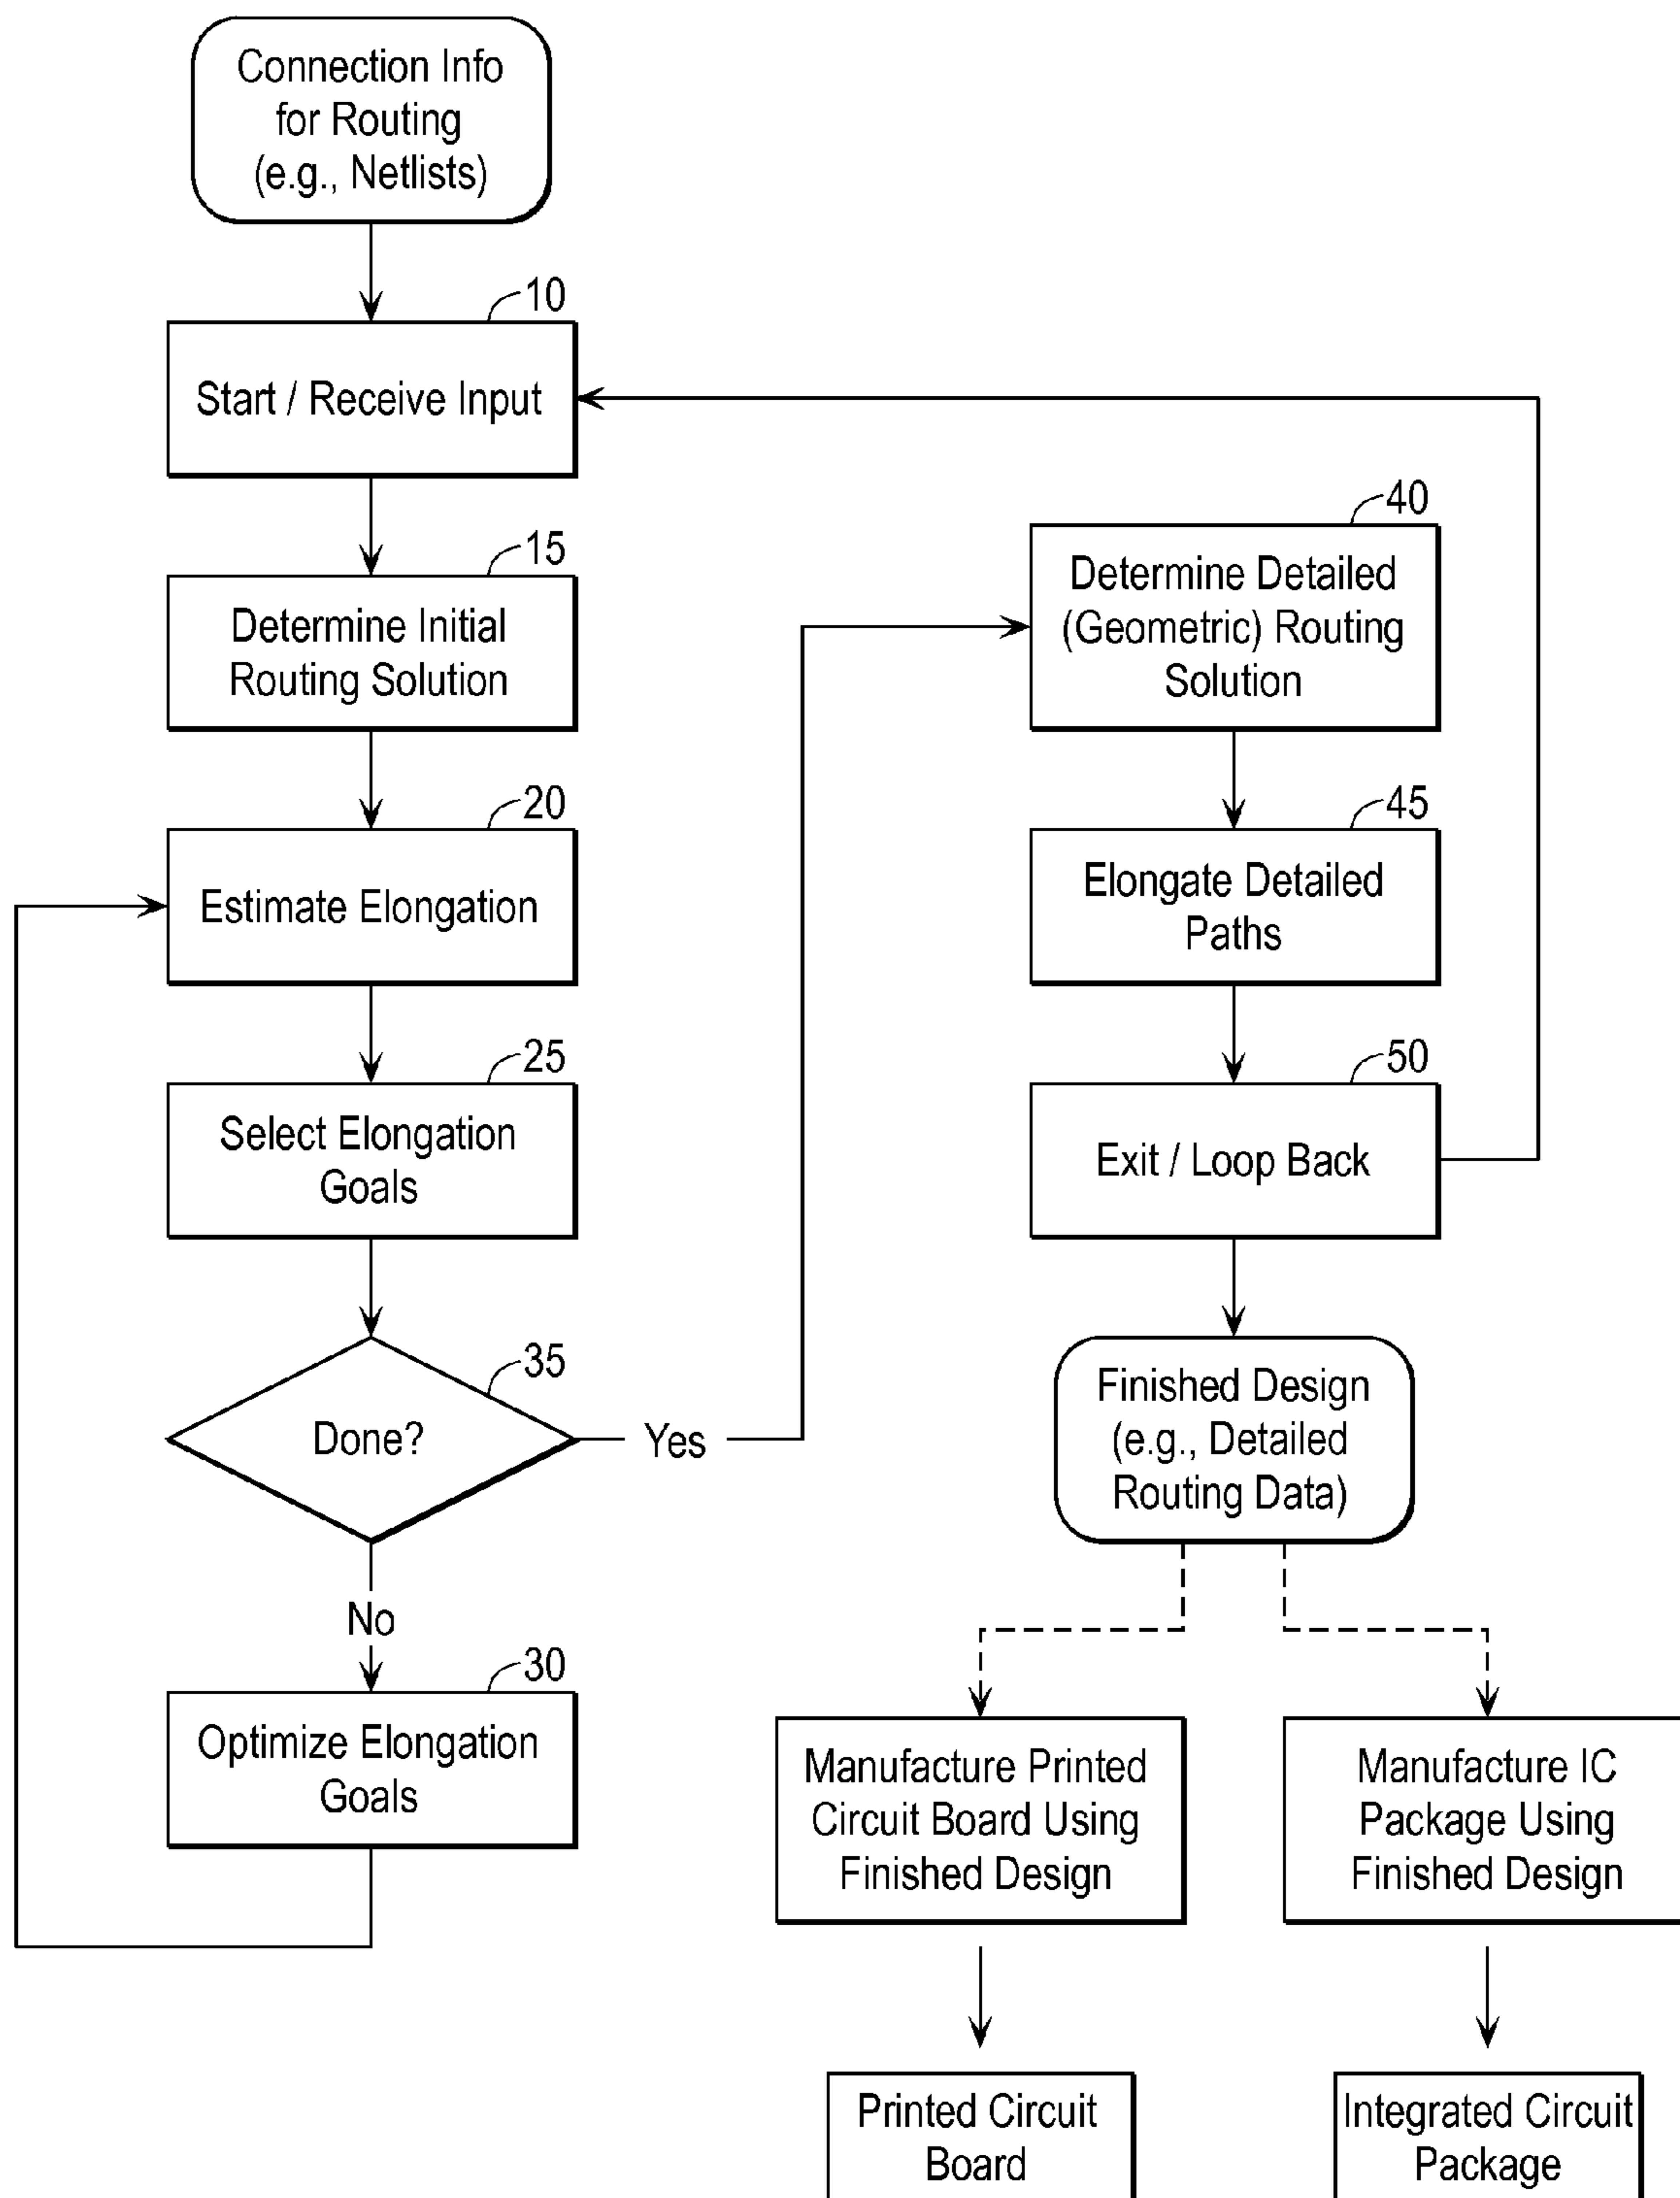 Connection Info
for Routing
(e.g., Netlists)
10
Start / Receive Input
15
Determine Initial
Routing Solution
20
Estimate Elongation
25
Select Elongation
Goals
35
Done?
Yes
No
30
Optimize Elongation
Goals
40
Determine Detailed
(Geometric) Routing
Solution
45
Elongate Detailed
Paths
50
Exit / Loop Back
Finished Design
(e.g., Detailed
Routing Data)
Manufacture Printed
Circuit Board Using
Finished Design
Manufacture IC
Package Using
Finished Design
Printed Circuit
Board
Integrated Circuit
Package